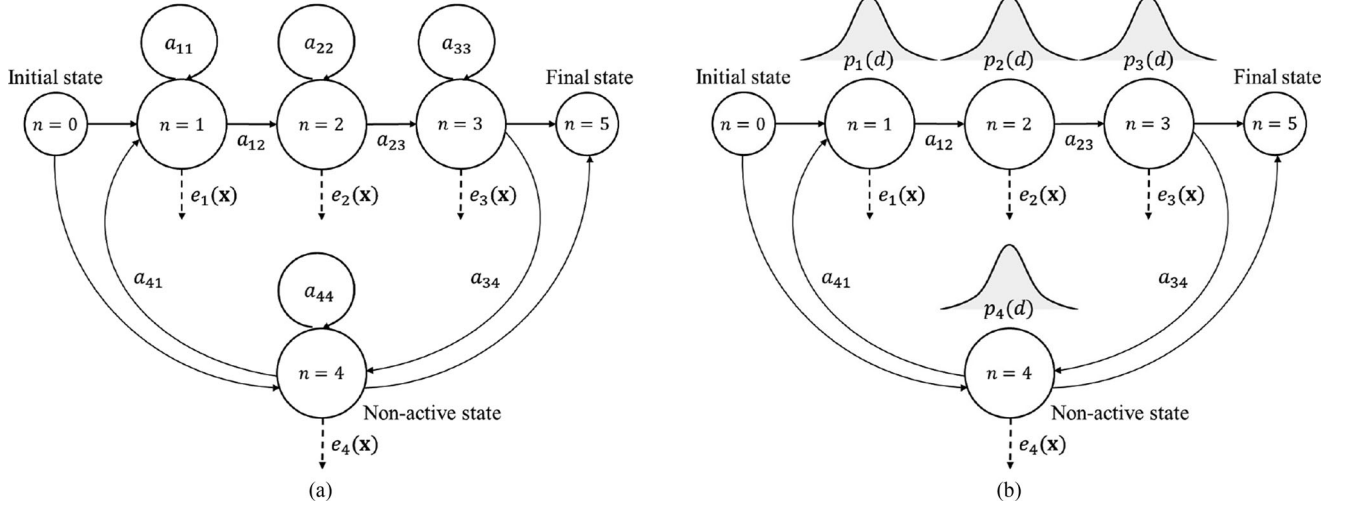 a₁₁ a₂₂ a₃₃
Initial state Final state
n = 0 n = 1 n = 2 n = 3 n = 5
a₁₂ a₂₃
e₁(𝐱) e₂(𝐱) e₃(𝐱)
a₄₁ a₄₄ a₃₄
n = 4
Non-active state
e₄(𝐱)
(a)
p₁(d) p₂(d) p₃(d)
Initial state Final state
n = 0 n = 1 n = 2 n = 3 n = 5
a₁₂ a₂₃
e₁(𝐱) e₂(𝐱) e₃(𝐱)
a₄₁ a₃₄
p₄(d)
n = 4
Non-active state
e₄(𝐱)
(b)